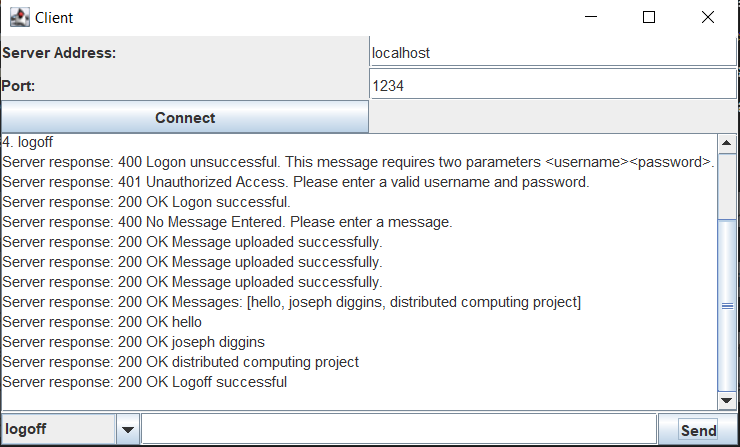 Client
Server Address:
localhost
Port:
1234
Connect
4. logoff
Server response: 400 Logon unsuccessful. This message requires two parameters <username><password>.
Server response: 401 Unauthorized Access. Please enter a valid username and password.
Server response: 200 OK Logon successful.
Server response: 400 No Message Entered. Please enter a message.
Server response: 200 OK Message uploaded successfully.
Server response: 200 OK Message uploaded successfully.
Server response: 200 OK Message uploaded successfully.
Server response: 200 OK Messages: [hello, joseph diggins, distributed computing project]
Server response: 200 OK hello
Server response: 200 OK joseph diggins
Server response: 200 OK distributed computing project
Server response: 200 OK Logoff successful
logoff
Send